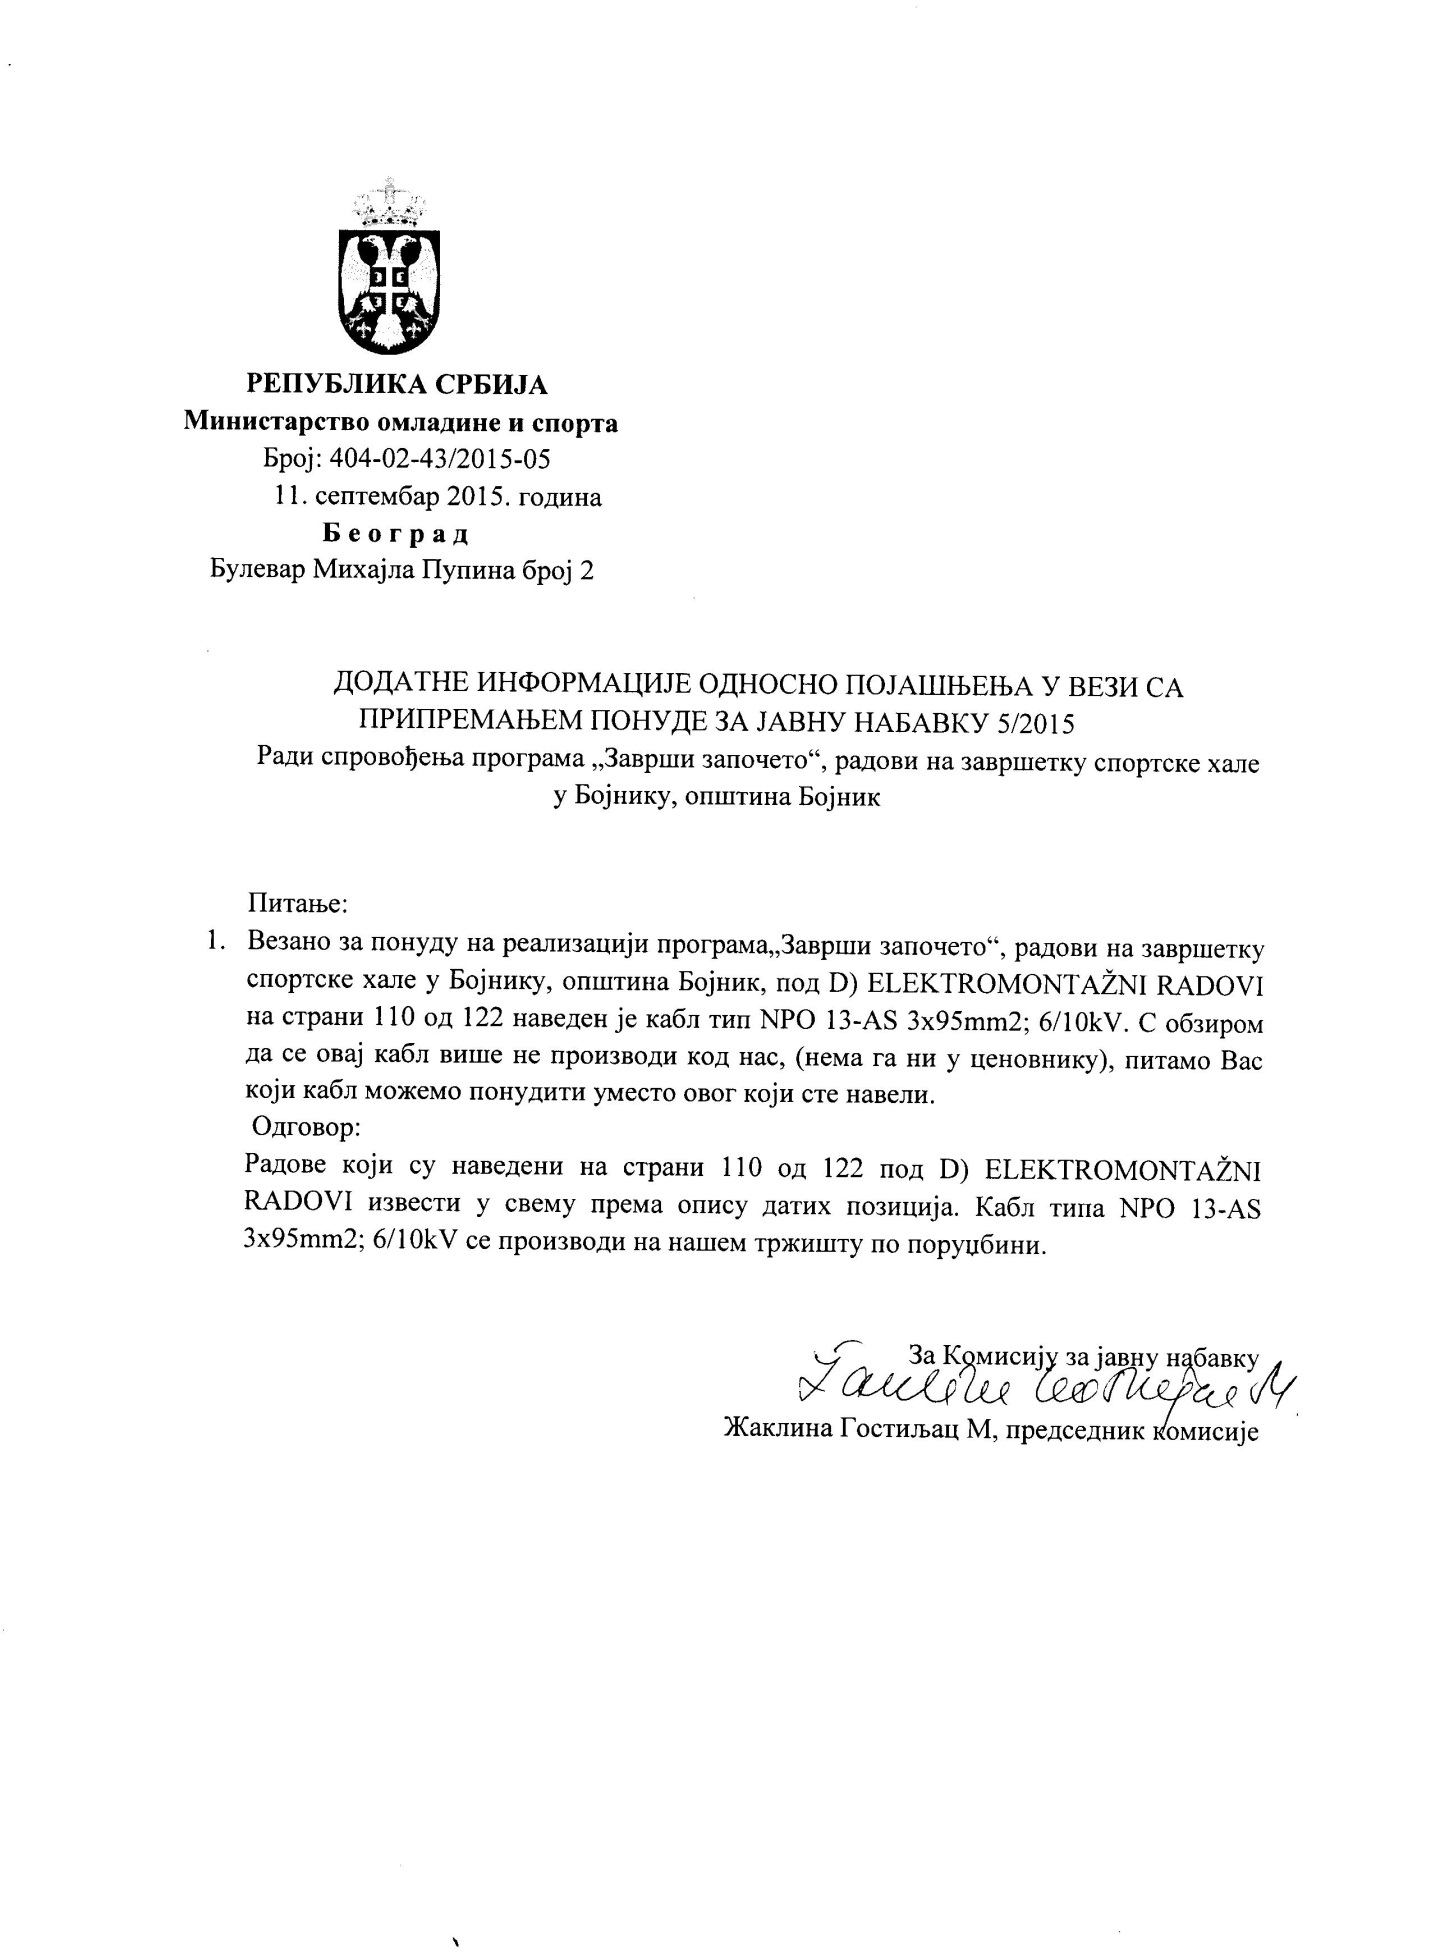 РЕПУБЛИКА СРБИЈА
Министарство омладине и спорта
Број: 404-02-43/2015-05
11. септембар 2015. година
Б е о г р а д
Булевар Михајла Пупина број 2
ДОДАТНЕ ИНФОРМАЦИЈЕ ОДНОСНО ПОЈАШЊЕЊА У ВЕЗИ СА
ПРИПРЕМАЊЕМ ПОНУДЕ ЗА ЈАВНУ НАБАВКУ 5/2015
Ради спровођења програма „Заврши започето“, радови на завршетку спортске хале
у Бојнику, општина Бојник
Питање:
1. Везано за понуду на реализацији програма„Заврши започето“, радови на завршетку
спортске хале у Бојнику, општина Бојник, под D) ELEKTROMONTAŽNI RADOVI
на страни 110 од 122 наведен је кабл тип NPO 13-AS 3x95mm2; 6/10kV. С обзиром
да се овај кабл више не производи код нас, (нема га ни у ценовнику), питамо Вас
који кабл можемо понудити уместо овог који сте навели.
Одговор:
Радове који су наведени на страни 110 од 122 под D) ELEKTROMONTAŽNI
RADOVI извести у свему према опису датих позиција. Кабл типа NPO 13-AS
3x95mm2; 6/10kV се производи на нашем тржишту по поруџбини.
За Комисију за јавну набавку
Жаклина Гостиљац М, председник комисије